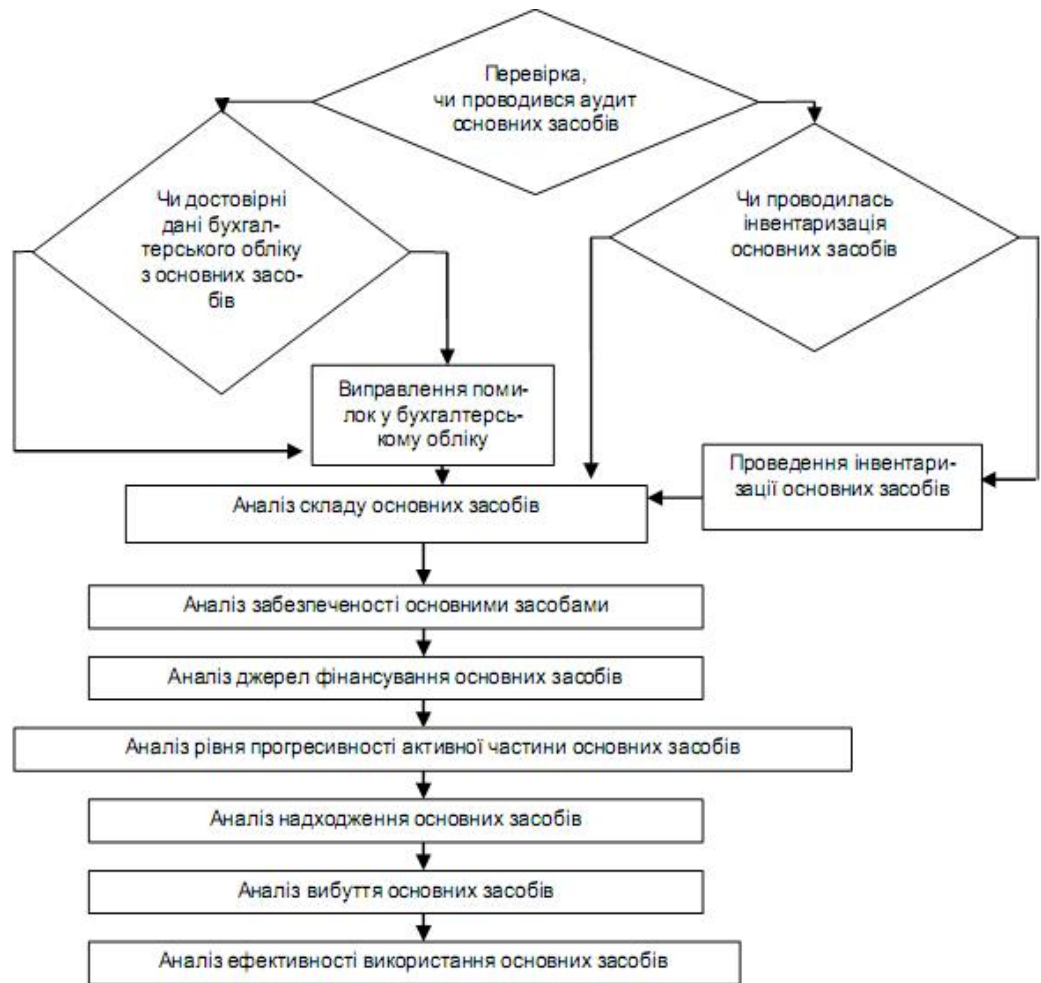 Перевірка,
чи проводився аудит
основних засобів
Чи достовірні
дані бухгал-
терського обліку
з основних засо-
бів
Чи проводилась
інвентаризація
основних засобів
Виправлення поми-
лок у бухгалтерсь-
кому обліку
Проведення інвентари-
зації основних засобів
Аналіз складу основних засобів
Аналіз забезпеченості основними засобами
Аналіз джерел фінансування основних засобів
Аналіз рівня прогресивності активної частини основних засобів
Аналіз надходження основних засобів
Аналіз вибуття основних засобів
Аналіз ефективності використання основних засобів